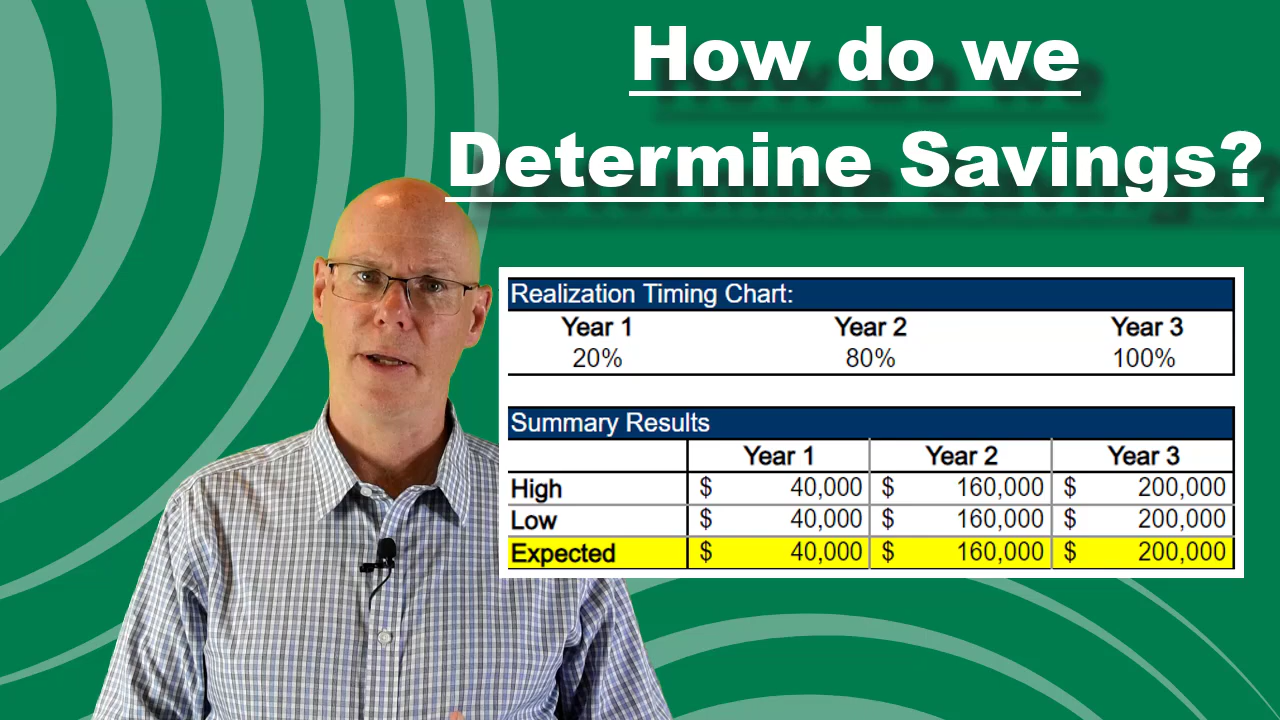 How do we
Determine Savings?
Realization Timing Chart:
Year 1 Year 2 Year 3
20% 80% 100%
Summary Results
Year 1 Year 2 Year 3
High $ 40,000 $ 160,000 $ 200,000
Low $ 40,000 $ 160,000 $ 200,000
Expected $ 40,000 $ 160,000 $ 200,000